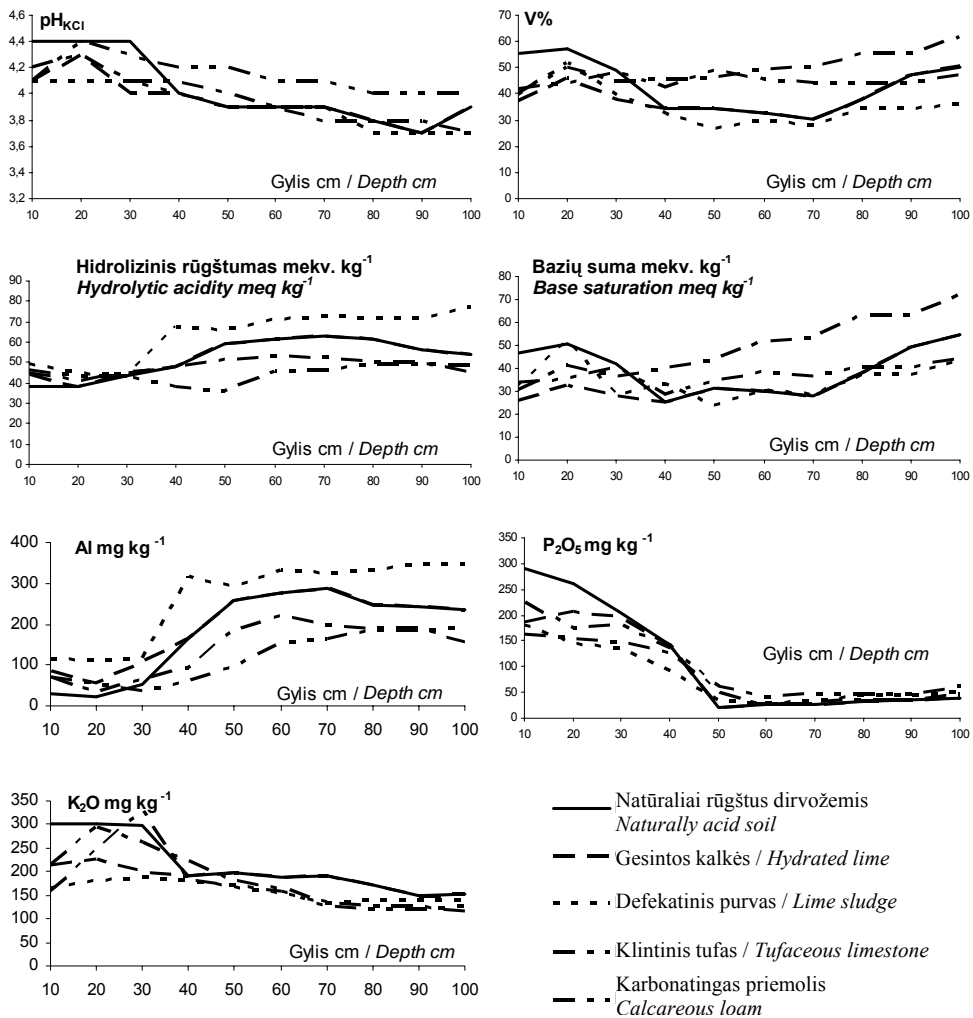 pH_KCl
4,6
4,4
4,2
4
3,8
3,6
3,4
3,2
Gylis cm / Depth cm
10 20 30 40 50 60 70 80 90 100
V%
70
60
50
40
30
20
10
0
Gylis cm / Depth cm
10 20 30 40 50 60 70 80 90 100
Hidrolizinis rūgštumas mekv. kg⁻¹
Hydrolytic acidity meq kg⁻¹
90
80
70
60
50
40
30
20
10
0
Gylis cm / Depth cm
10 20 30 40 50 60 70 80 90 100
Bazių suma mekv. kg⁻¹
Base saturation meq kg⁻¹
80
70
60
50
40
30
20
10
0
Gylis cm / Depth cm
10 20 30 40 50 60 70 80 90 100
Al mg kg⁻¹
400
300
200
100
0
Gylis cm / Depth cm
10 20 30 40 50 60 70 80 90 100
P₂O₅ mg kg⁻¹
350
300
250
200
150
100
50
0
Gylis cm / Depth cm
10 20 30 40 50 60 70 80 90 100
K₂O mg kg⁻¹
350
300
250
200
150
100
50
0
Gylis cm / Depth cm
10 20 30 40 50 60 70 80 90 100
Natūraliai rūgštus dirvožemis
Naturally acid soil
Gesintos kalkės / Hydrated lime
Defekatinis purvas / Lime sludge
Klintinis tufas / Tufaceous limestone
Karbonatingas priemolis
Calcareous loam